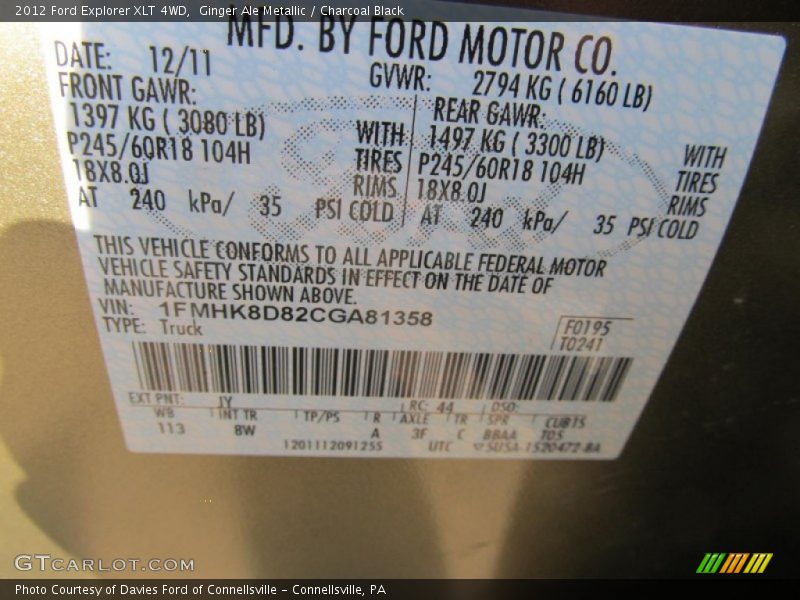 2012 Ford Explorer XLT 4WD, Ginger Ale Metallic / Charcoal Black
MFD. BY FORD MOTOR CO.
DATE: 12/11 GVWR: 2794 KG ( 6160 LB)
FRONT GAWR: REAR GAWR:
1397 KG ( 3080 LB) WITH 1497 KG ( 3300 LB) WITH
P245/60R18 104H TIRES P245/60R18 104H TIRES
18X8.0J RIMS 18X8.0J RIMS
AT 240 kPa/ 35 PSI COLD AT 240 kPa/ 35 PSI COLD
THIS VEHICLE CONFORMS TO ALL APPLICABLE FEDERAL MOTOR
VEHICLE SAFETY STANDARDS IN EFFECT ON THE DATE OF
MANUFACTURE SHOWN ABOVE.
VIN: 1FMHK8D82CGA81358 F0195
TYPE: Truck T0241
EXT PNT: JY RC: 44 DSO:
WB INT TR TP/PS R AXLE TR SPR
113 8W A 3F C BBAA
1201112091255 UTC
GTCARLOT.COM
Photo Courtesy of Davies Ford of Connellsville - Connellsville, PA